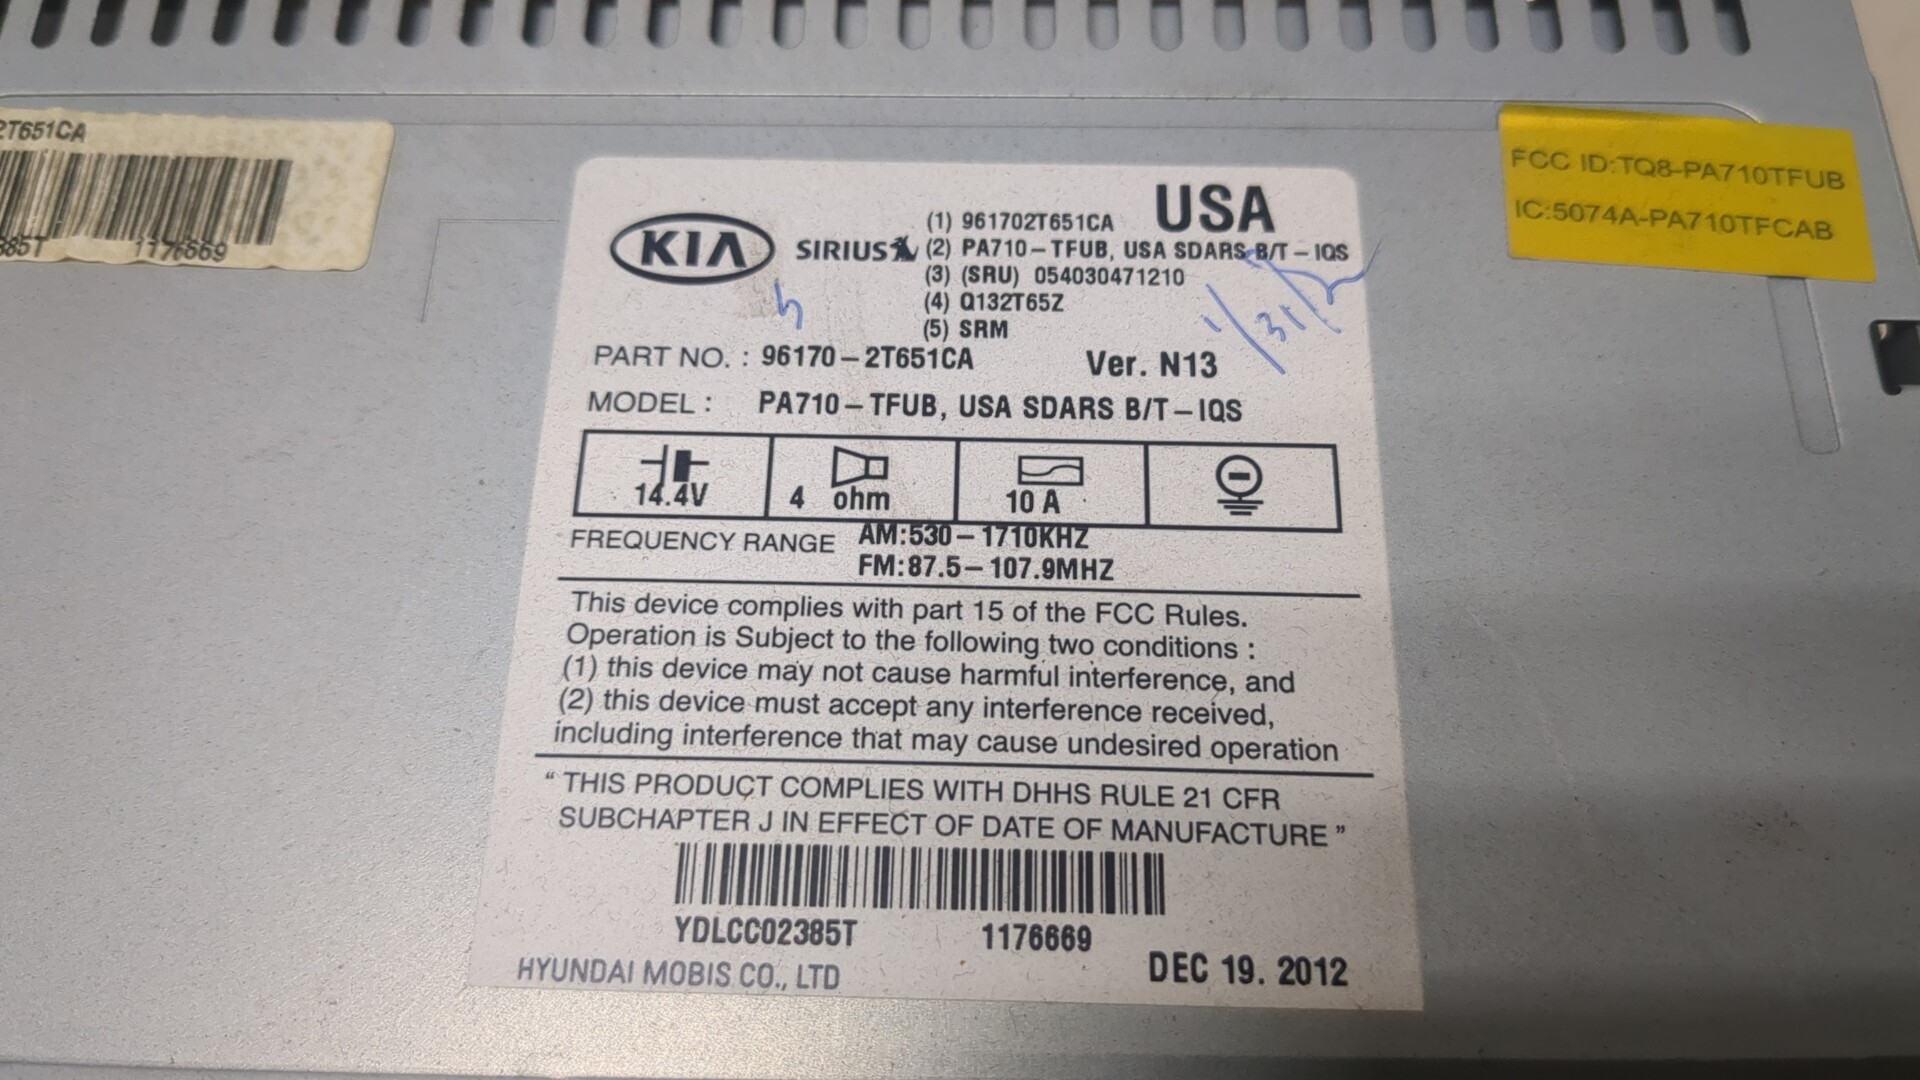 2T651CA
385T 1176669
KIA
SIRIUS
USA
(1) 961702T651CA
(2) PA710-TFUB, USA SDARS B/T-IQS
(3) (SRU) 054030471210
(4) Q132T65Z
(5) SRM
PART NO. : 96170-2T651CA Ver. N13
MODEL : PA710-TFUB, USA SDARS B/T-IQS
14.4V
4 ohm
10 A
FREQUENCY RANGE AM:530-1710KHZ
FM:87.5-107.9MHZ
This device complies with part 15 of the FCC Rules.
Operation is Subject to the following two conditions :
(1) this device may not cause harmful interference, and
(2) this device must accept any interference received,
including interference that may cause undesired operation
“ THIS PRODUCT COMPLIES WITH DHHS RULE 21 CFR
SUBCHAPTER J IN EFFECT OF DATE OF MANUFACTURE ”
YDLCC02385T 1176669
HYUNDAI MOBIS CO., LTD
DEC 19. 2012
FCC ID:TQ8-PA710TFUB
IC:5074A-PA710TFCAB